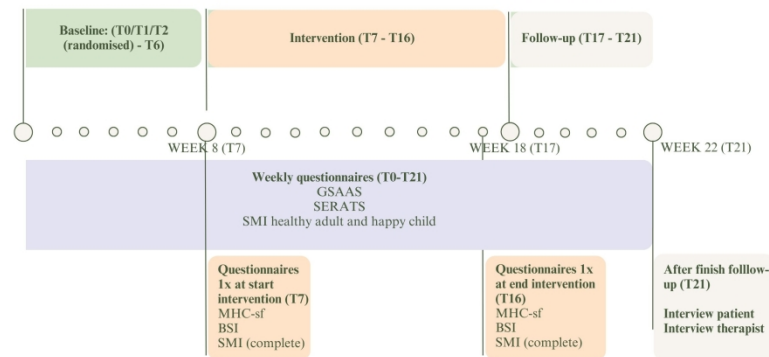 Baseline: (T0/T1/T2
(randomised) - T6)
Intervention (T7 - T16)
Follow-up (T17 - T21)
WEEK 8 (T7)
WEEK 18 (T17)
WEEK 22 (T21)
Weekly questionnaires (T0-T21)
GSAAS
SERATS
SMI healthy adult and happy child
Questionnaires
1x at start
intervention (T7)
MHC-sf
BSI
SMI (complete)
Questionnaires 1x
at end intervention
(T16)
MHC-sf
BSI
SMI (complete)
After finish folllow-
up (T21)
Interview patient
Interview therapist